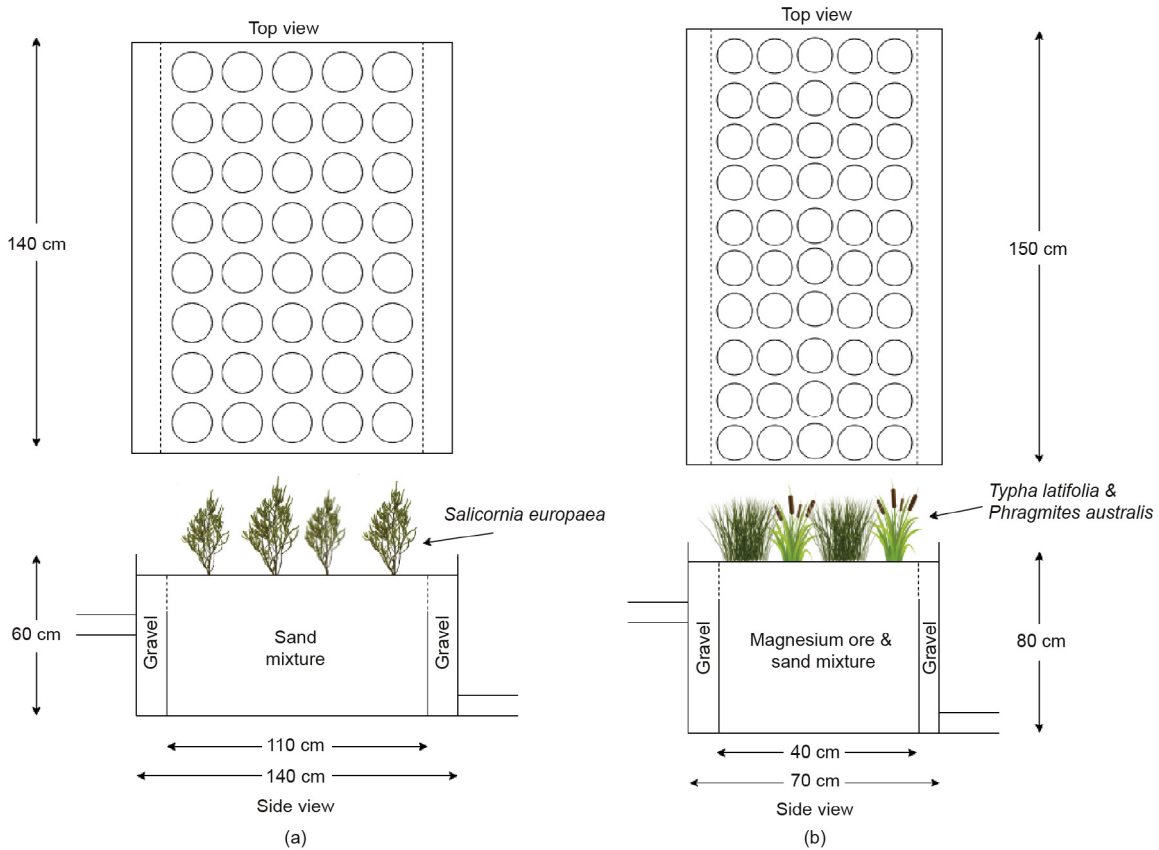 Top view
140 cm
Salicornia europaea
60 cm
Gravel
Sand
mixture
Gravel
110 cm
140 cm
Side view
(a)
Top view
150 cm
Typha latifolia &
Phragmites australis
Gravel
Magnesium ore &
sand mixture
Gravel
80 cm
40 cm
70 cm
Side view
(b)